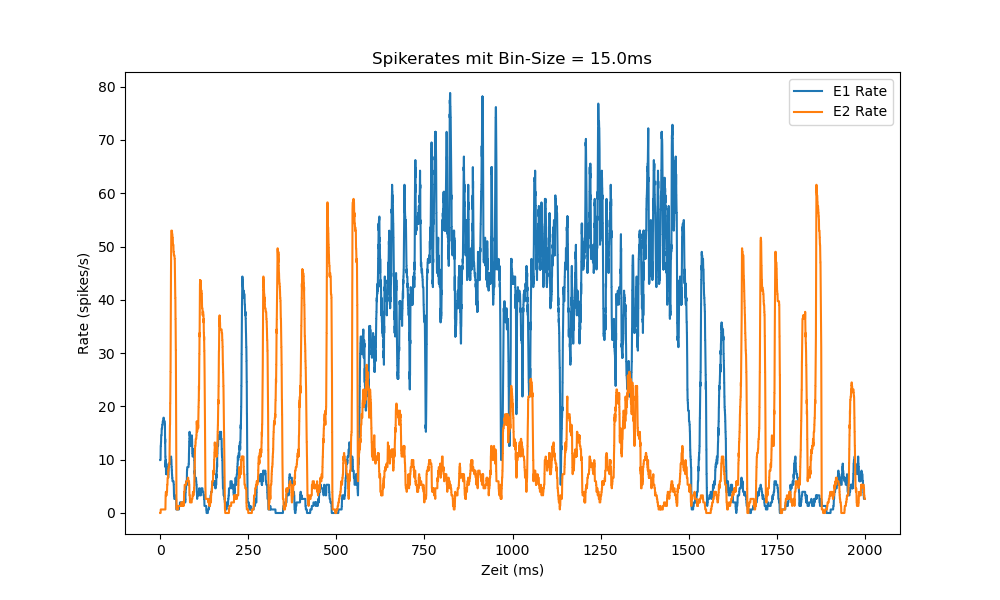 Spikerates mit Bin-Size = 15.0ms
E1 Rate
E2 Rate
80
70
60
50
40
30
20
10
0
Rate (spikes/s)
0 250 500 750 1000 1250 1500 1750 2000
Zeit (ms)